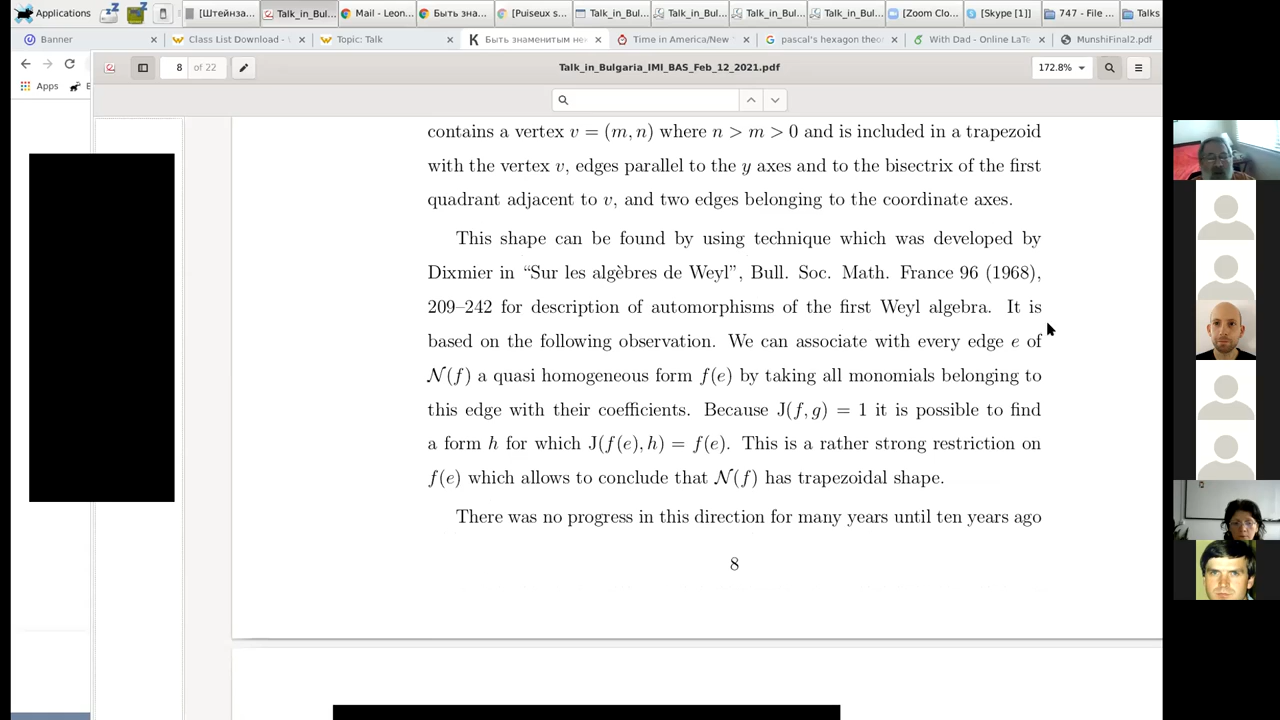 Applications
[Штейнза...
Talk_in_Bul...
Mail - Leon...
Быть зна...
[Puiseux s...
Talk_in_Bu...
Talk_in_Bu...
Talk_in_Bu...
Talk_in_Bu...
[Zoom Clo...
[Skype [1]]
747 - File ...
Talks
Banner
Class List Download - W
Topic: Talk
Быть знаменитым не
Time in America/New
pascal's hexagon the
With Dad - Online LaTe
MunshiFinal2.pdf
8 of 22
Talk_in_Bulgaria_IMI_BAS_Feb_12_2021.pdf
172.8%
Apps
contains a vertex v = (m, n) where n > m > 0 and is included in a trapezoid
with the vertex v, edges parallel to the y axes and to the bisectrix of the first
quadrant adjacent to v, and two edges belonging to the coordinate axes.
This shape can be found by using technique which was developed by
Dixmier in “Sur les algèbres de Weyl”, Bull. Soc. Math. France 96 (1968),
209–242 for description of automorphisms of the first Weyl algebra. It is
based on the following observation. We can associate with every edge e of
𝒩(f) a quasi homogeneous form f(e) by taking all monomials belonging to
this edge with their coefficients. Because J(f, g) = 1 it is possible to find
a form h for which J(f(e), h) = f(e). This is a rather strong restriction on
f(e) which allows to conclude that 𝒩(f) has trapezoidal shape.
There was no progress in this direction for many years until ten years ago
8